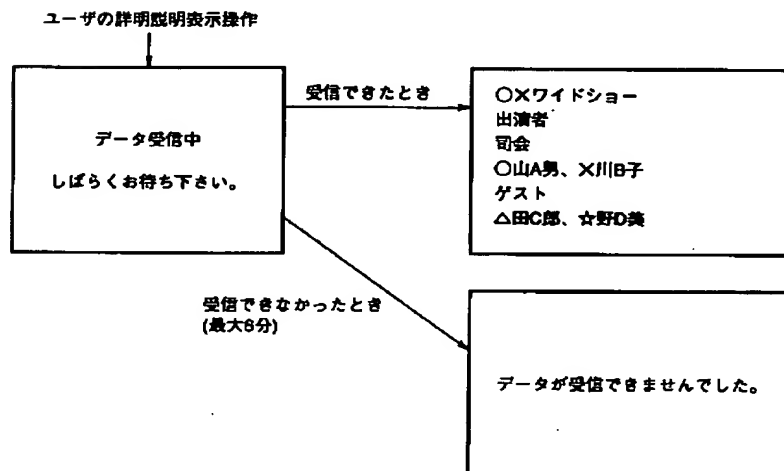 ユーザの詳明説明表示操作
データ受信中
しばらくお待ち下さい。
受信できたとき
○×ワイドショー
出演者
司会
○山A男、×川B子
ゲスト
△田C郎、☆野D美
受信できなかったとき
(最大6分)
データが受信できませんでした。